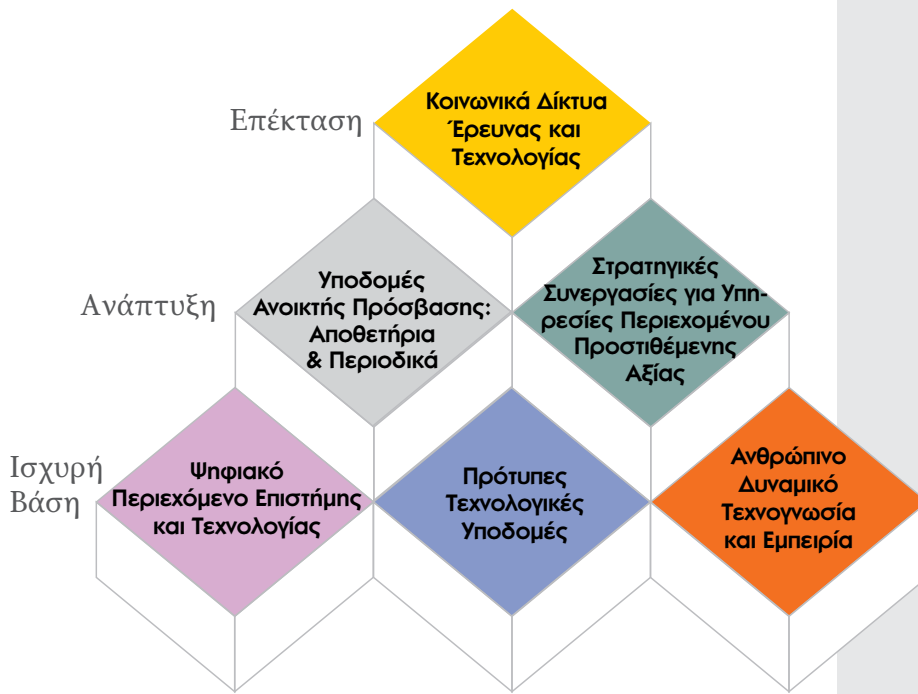 Επέκταση
Κοινωνικά Δίκτυα
Έρευνας και
Τεχνολογίας
Ανάπτυξη
Υποδομές
Ανοικτής Πρόσβασης:
Αποθετήρια
& Περιοδικά
Στρατηγικές
Συνεργασίες για Υπη-
ρεσίες Περιεχομένου
Προστιθέμενης
Αξίας
Ισχυρή
Βάση
Ψηφιακό
Περιεχόμενο Επιστήμης
και Τεχνολογίας
Πρότυπες
Τεχνολογικές
Υποδομές
Ανθρώπινο
Δυναμικό
Τεχνογνωσία
και Εμπειρία